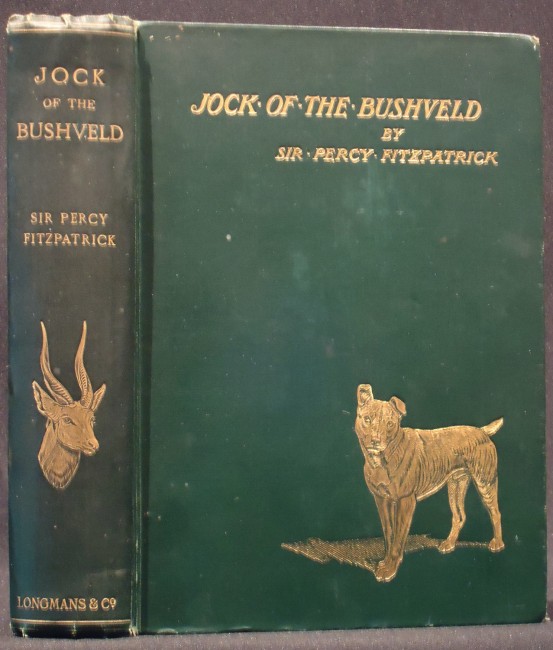 JOCK
OF THE
BUSHVELD
SIR PERCY
FITZPATRICK
LONGMANS & Co
JOCK·OF·THE·BUSHVELD
BY
SIR·PERCY·FITZPATRICK